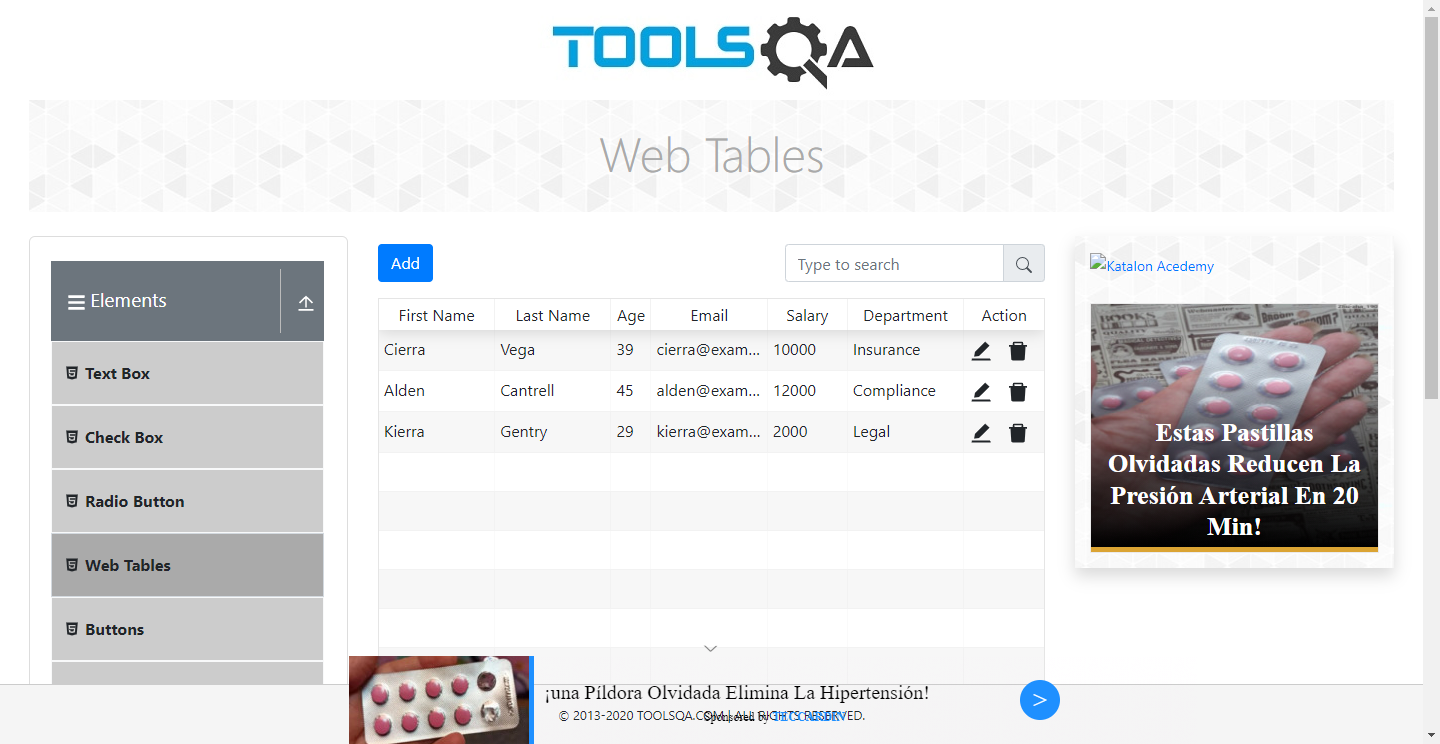 TOOLSQA
Web Tables
Elements
Text Box
Check Box
Radio Button
Web Tables
Buttons
Add
Type to search
First Name Last Name Age Email Salary Department Action
Cierra Vega 39 cierra@exam... 10000 Insurance
Alden Cantrell 45 alden@exam... 12000 Compliance
Kierra Gentry 29 kierra@exam... 2000 Legal
Katalon Acedemy
Estas Pastillas
Olvidadas Reducen La
Presión Arterial En 20
Min!
¡una Píldora Olvidada Elimina La Hipertensión!
>
© 2013-2020 TOOLSQA.COM | ALL RIGHTS RESERVED.
Sponsored by